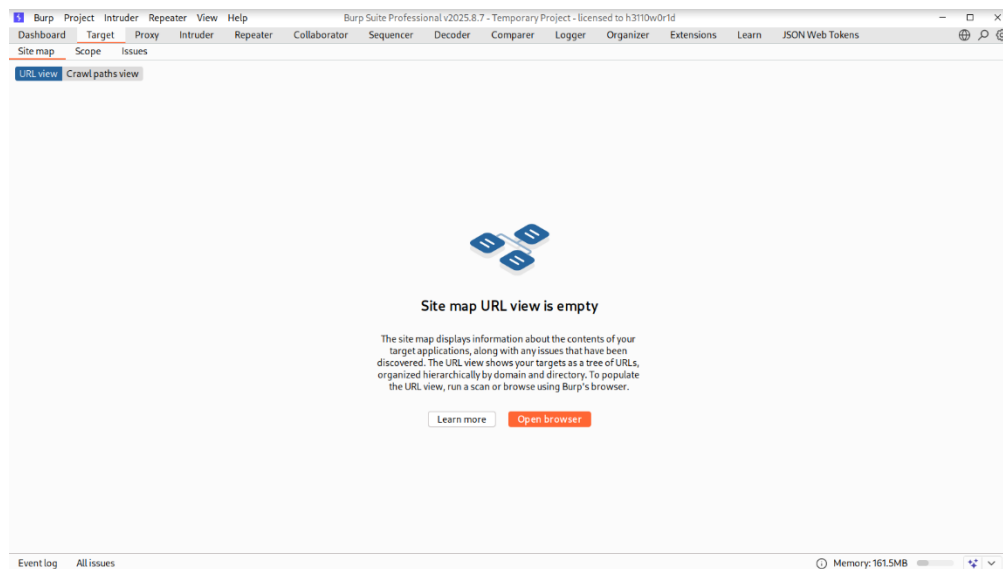 Burp Project Intruder Repeater View Help Burp Suite Professional v2025.8.7 - Temporary Project - licensed to h3110w0r1d
Dashboard Target Proxy Intruder Repeater Collaborator Sequencer Decoder Comparer Logger Organizer Extensions Learn JSON Web Tokens
Site map Scope Issues
URL view Crawl paths view
Site map URL view is empty
The site map displays information about the contents of your
target applications, along with any issues that have been
discovered. The URL view shows your targets as a tree of URLs,
organized hierarchically by domain and directory. To populate
the URL view, run a scan or browse using Burp's browser.
Learn more Open browser
Event log All issues Memory: 161.5MB